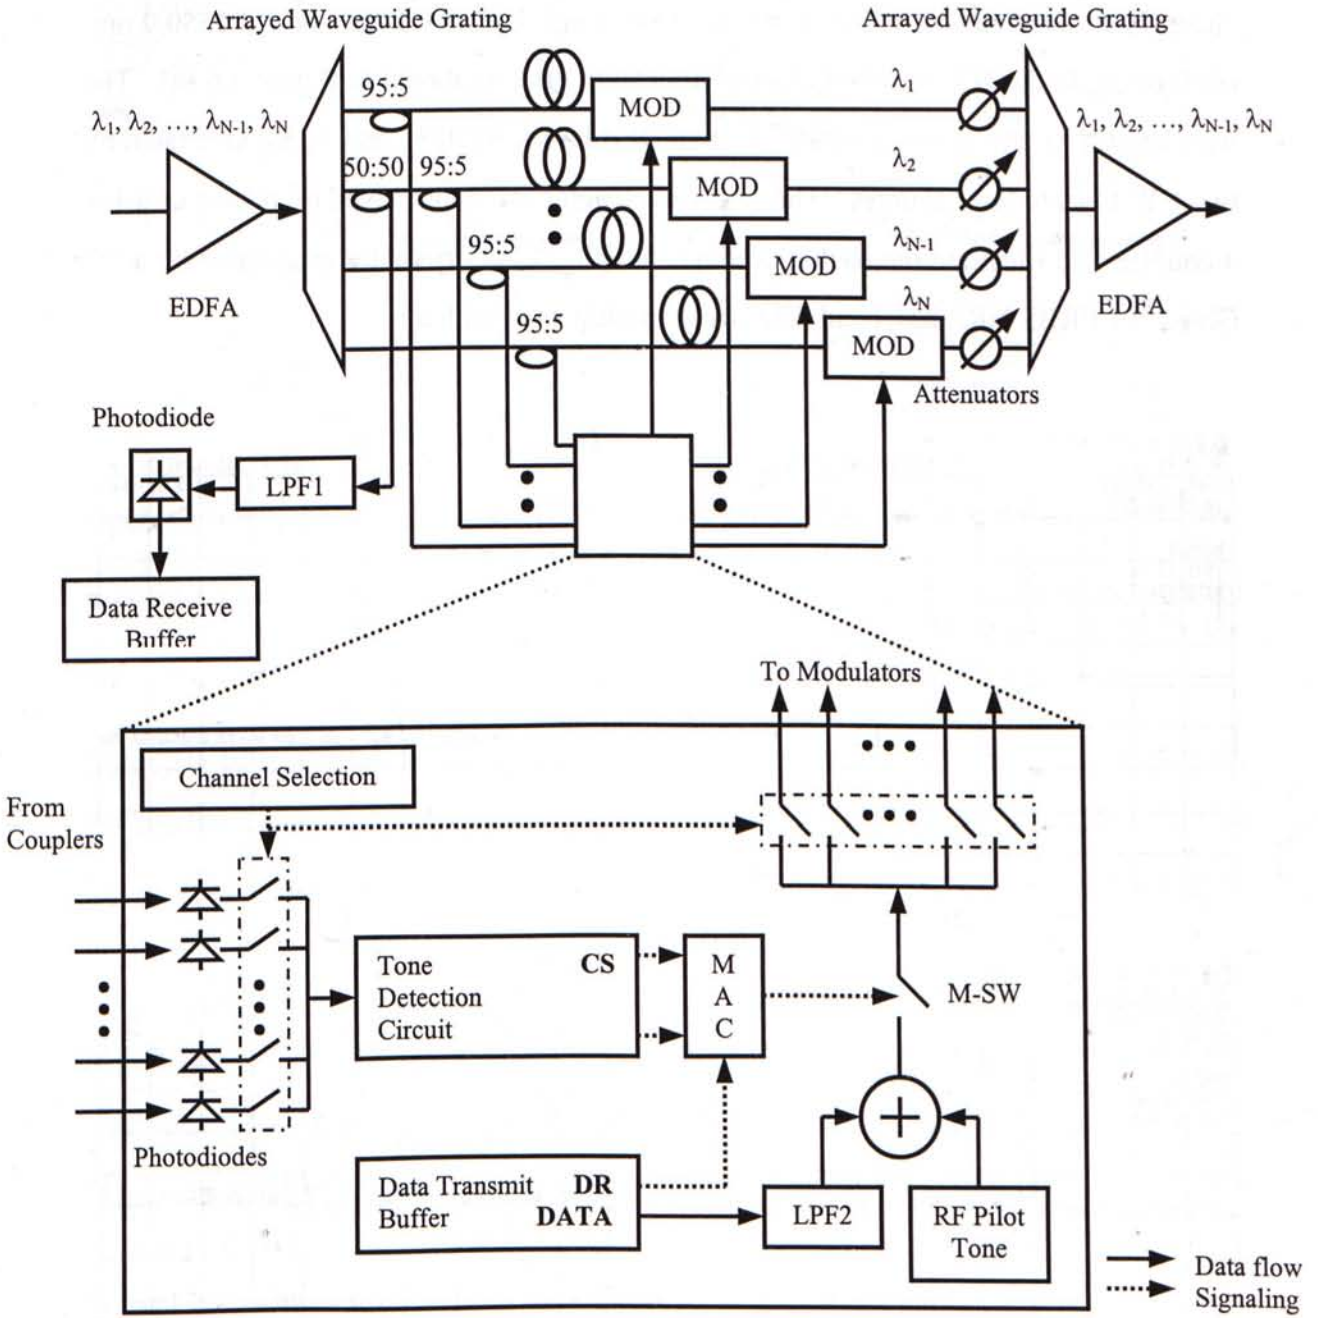 Arrayed Waveguide Grating
Arrayed Waveguide Grating
95:5
MOD
λ1
λ1, λ2, …, λN-1, λN
λ1, λ2, …, λN-1, λN
50:50
95:5
MOD
λ2
95:5
MOD
λN-1
EDFA
EDFA
95:5
MOD
λN
Attenuators
Photodiode
LPF1
Data Receive
Buffer
To Modulators
Channel Selection
From
Couplers
Tone
Detection
Circuit
CS
M
A
C
M-SW
Photodiodes
Data Transmit
Buffer
DR
DATA
LPF2
RF Pilot
Tone
Data flow
Signaling